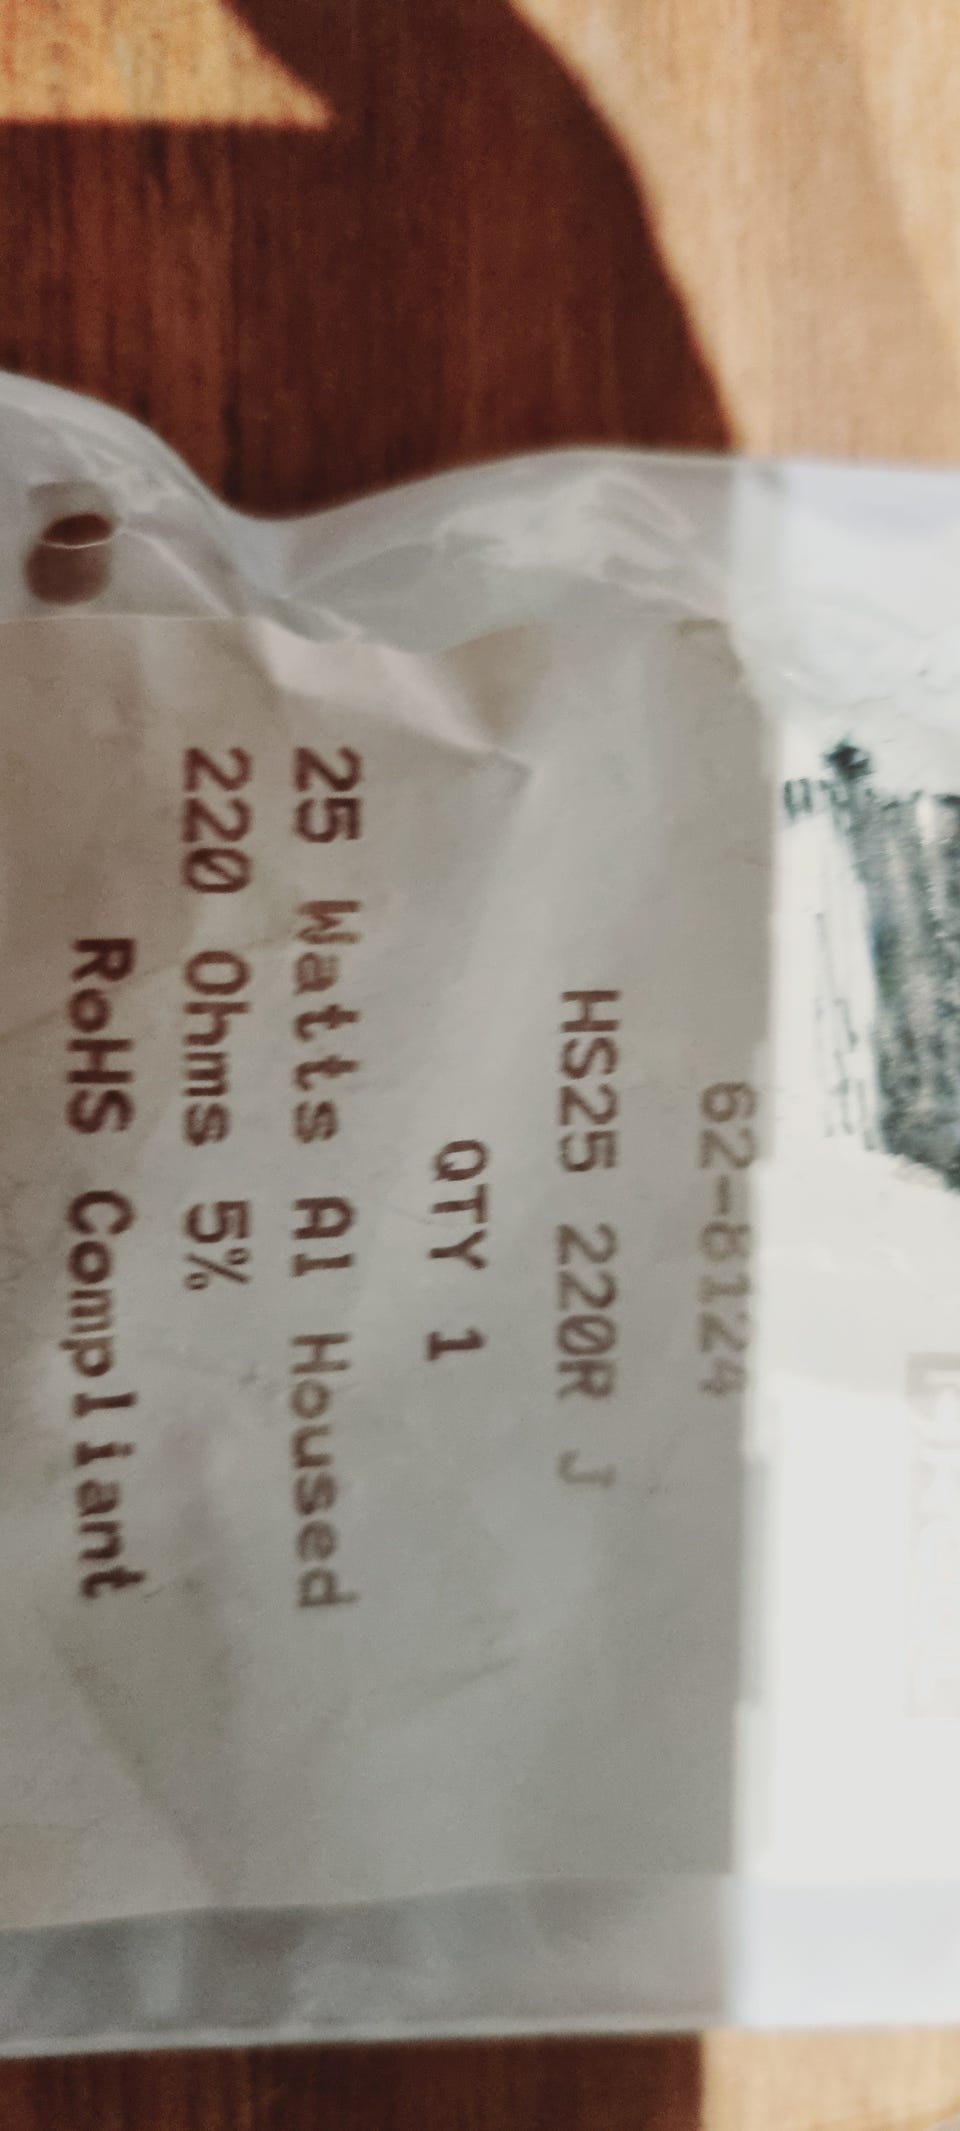 62-8124
HS25 220R J
QTY 1
25 Watts Al Housed
220 Ohms 5%
RoHS Compliant